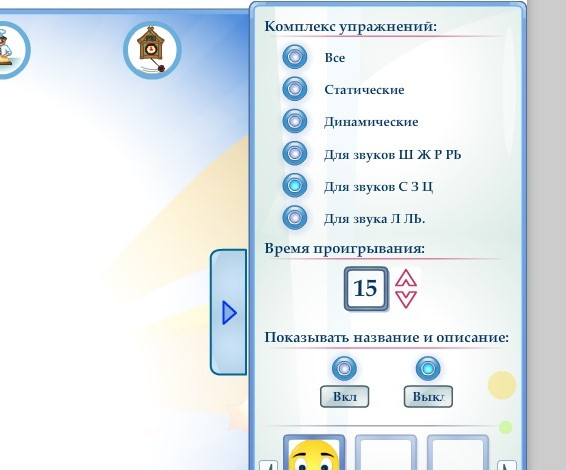 Комплекс упражнений:
Все
Статические
Динамические
Для звуков Ш Ж Р РЬ
Для звуков С З Ц
Для звука Л ЛЬ.
Время проигрывания:
15
Показывать название и описание:
Вкл Выкл